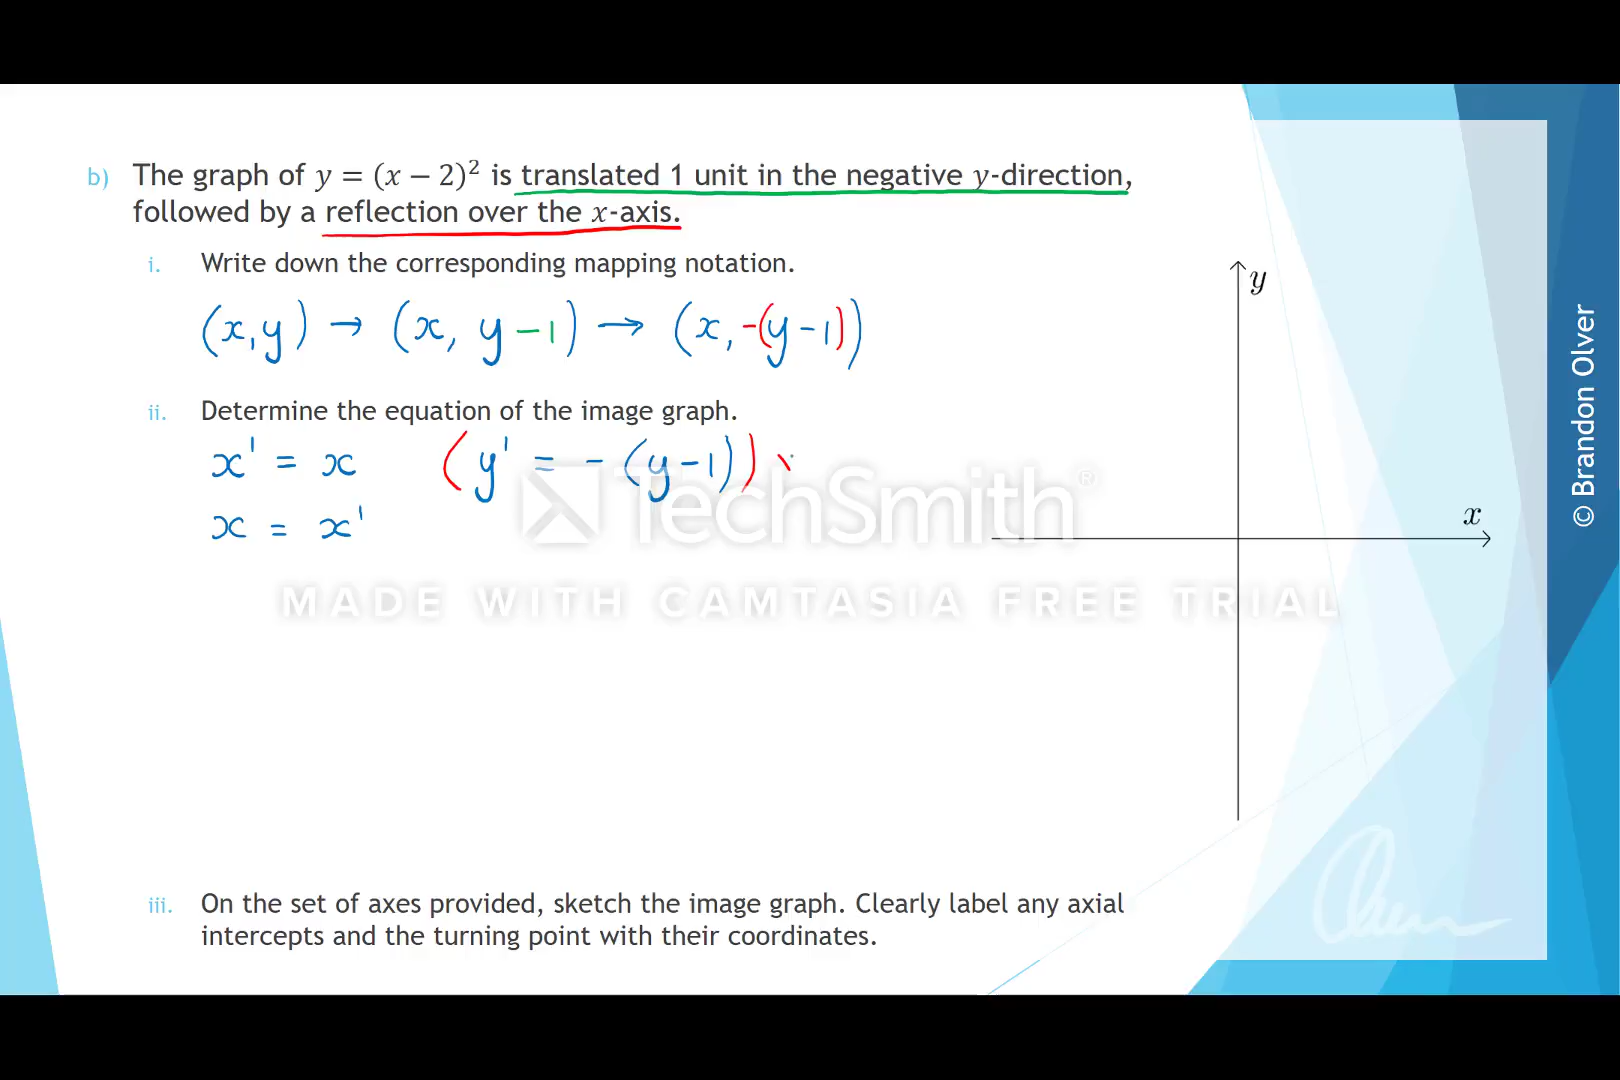 b) The graph of y = (x − 2)² is translated 1 unit in the negative y-direction,
followed by a reflection over the x-axis.
i. Write down the corresponding mapping notation.
(x, y) → (x, y − 1) → (x, -(y − 1))
ii. Determine the equation of the image graph.
x' = x (y' = - (y − 1)) ×
x = x'
iii. On the set of axes provided, sketch the image graph. Clearly label any axial
intercepts and the turning point with their coordinates.
y
x
© Brandon Olver
TechSmith®
MADE WITH CAMTASIA FREE TRIAL